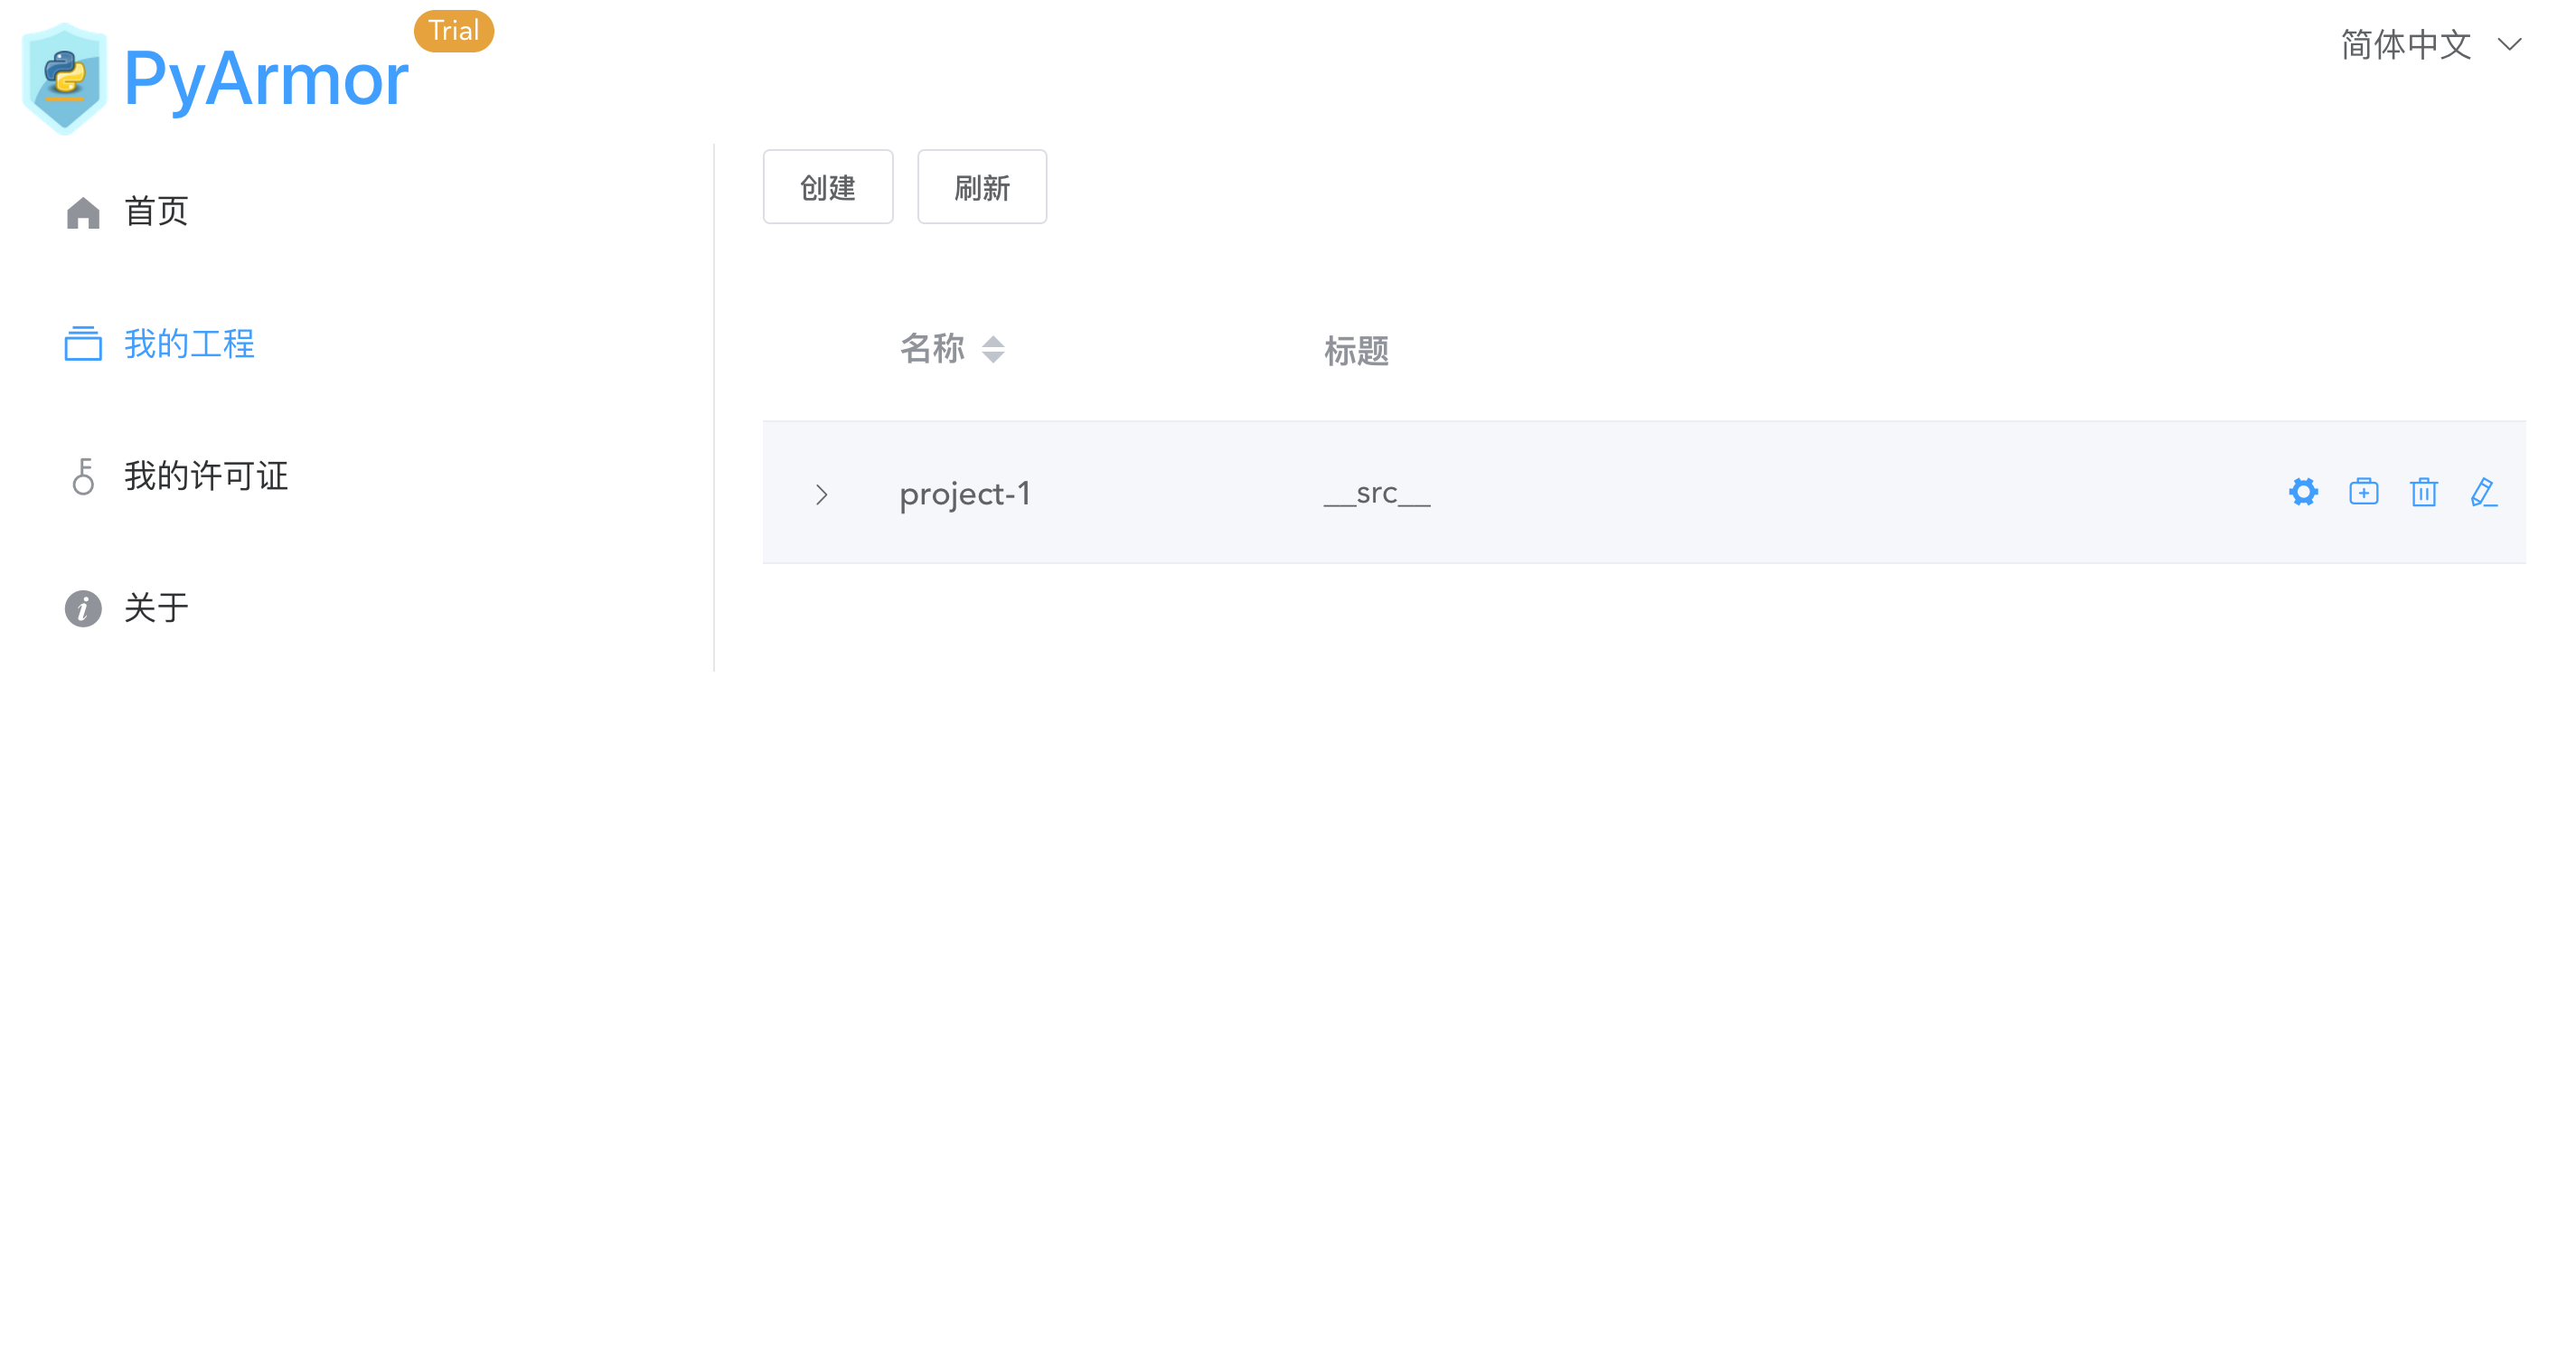 PyArmor
Trial
简体中文
首页
我的工程
我的许可证
关于
创建 刷新
名称 标题
project-1 __src__